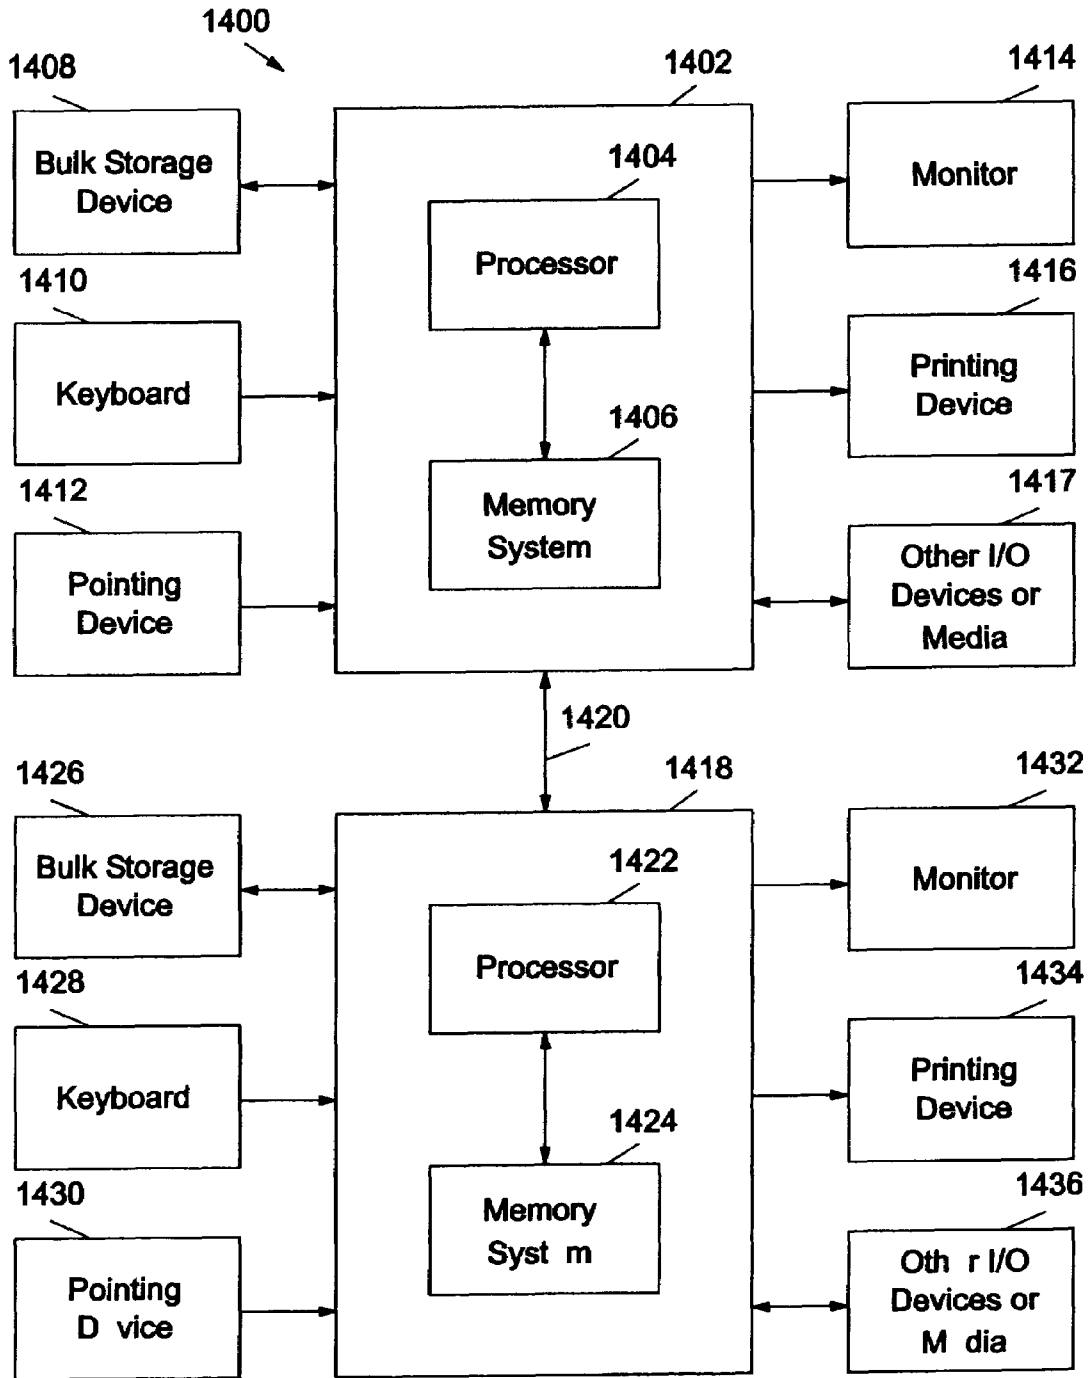 1400
1408
1402
1414
Bulk Storage
Device
1404
Processor
Monitor
1410
1416
Keyboard
Printing
Device
1406
1412
1417
Memory
System
Pointing
Device
Other I/O
Devices or
Media
1420
1426
1418
1432
Bulk Storage
Device
1422
Processor
Monitor
1428
1434
Keyboard
Printing
Device
1424
1430
1436
Memory
Syst m
Pointing
D vice
Oth r I/O
Devices or
M dia